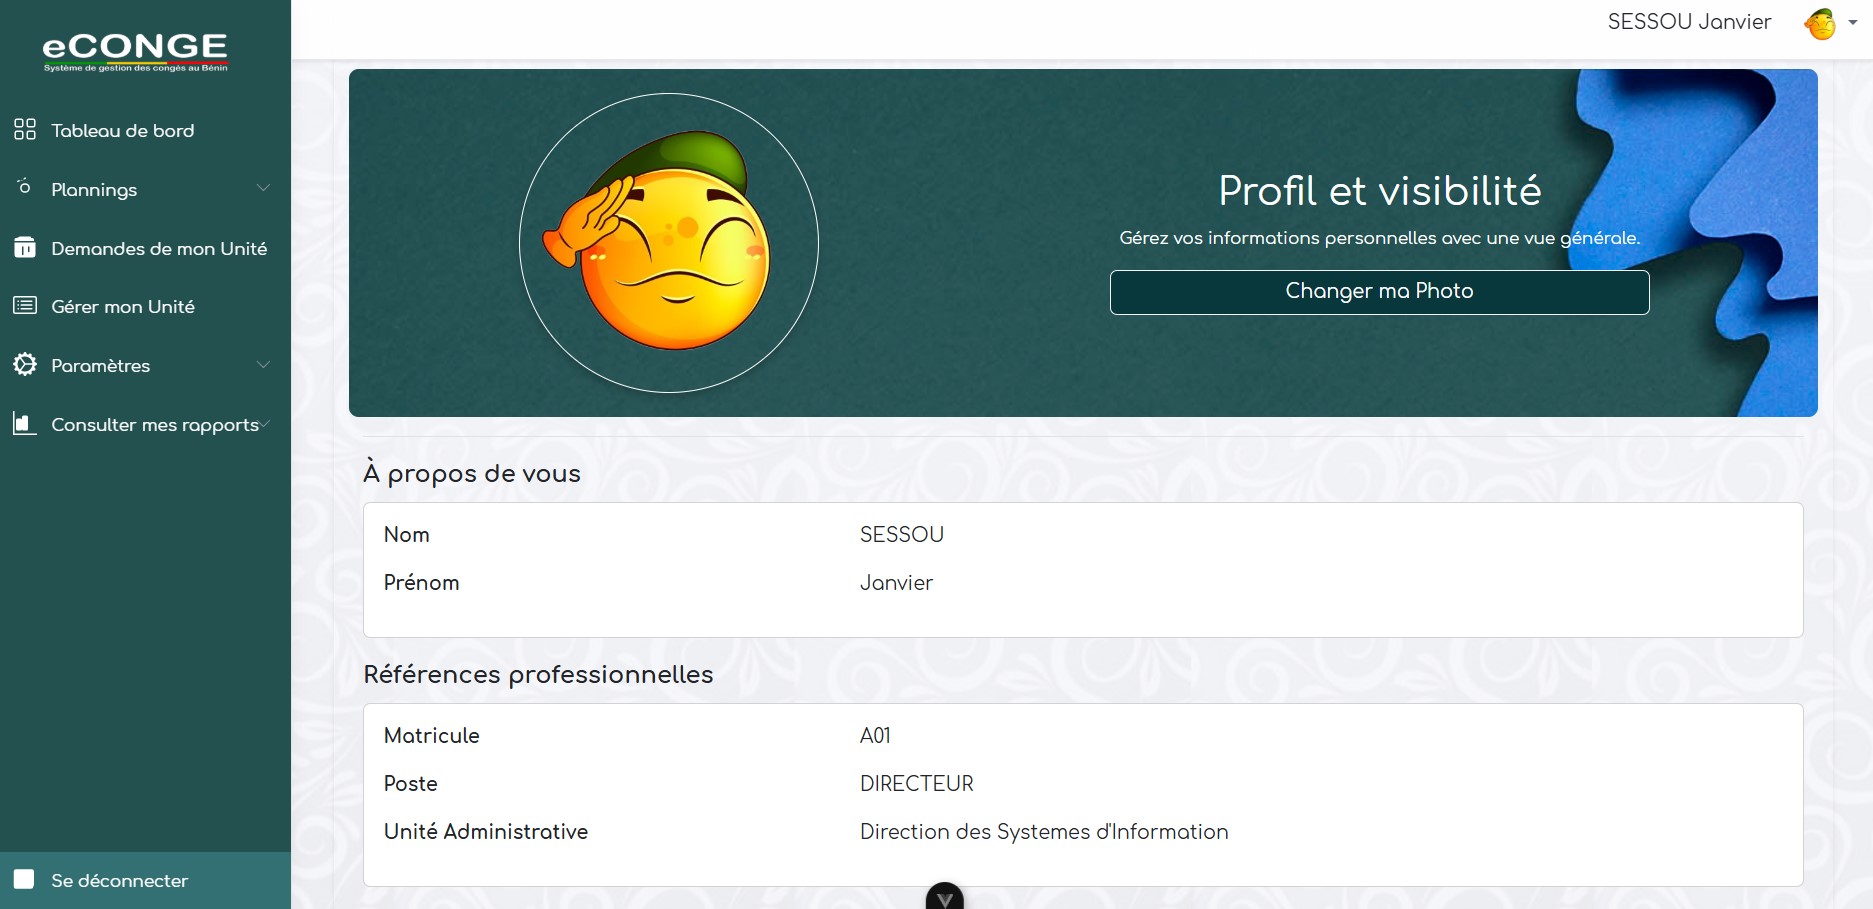 eCONGE
Système de gestion des congés au Bénin
Tableau de bord
Plannings
Demandes de mon Unité
Gérer mon Unité
Paramètres
Consulter mes rapports
Se déconnecter
SESSOU Janvier
Profil et visibilité
Gérez vos informations personnelles avec une vue générale.
Changer ma Photo
À propos de vous
Nom SESSOU
Prénom Janvier
Références professionnelles
Matricule A01
Poste DIRECTEUR
Unité Administrative Direction des Systemes d'Information